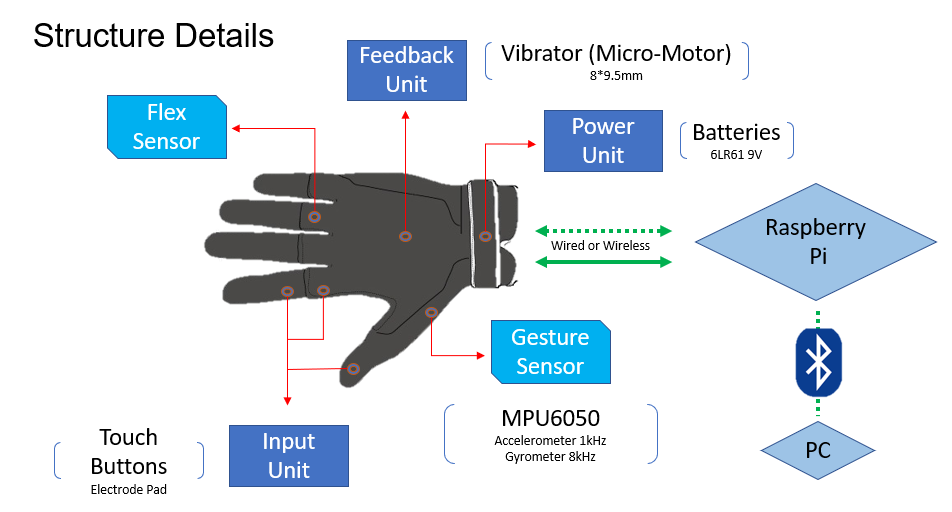 Structure Details
Feedback
Unit
Vibrator (Micro-Motor)
8*9.5mm
Flex
Sensor
Power
Unit
Batteries
6LR61 9V
Wired or Wireless
Raspberry
Pi
Gesture
Sensor
MPU6050
Accelerometer 1kHz
Gyrometer 8kHz
Touch
Buttons
Electrode Pad
Input
Unit
PC